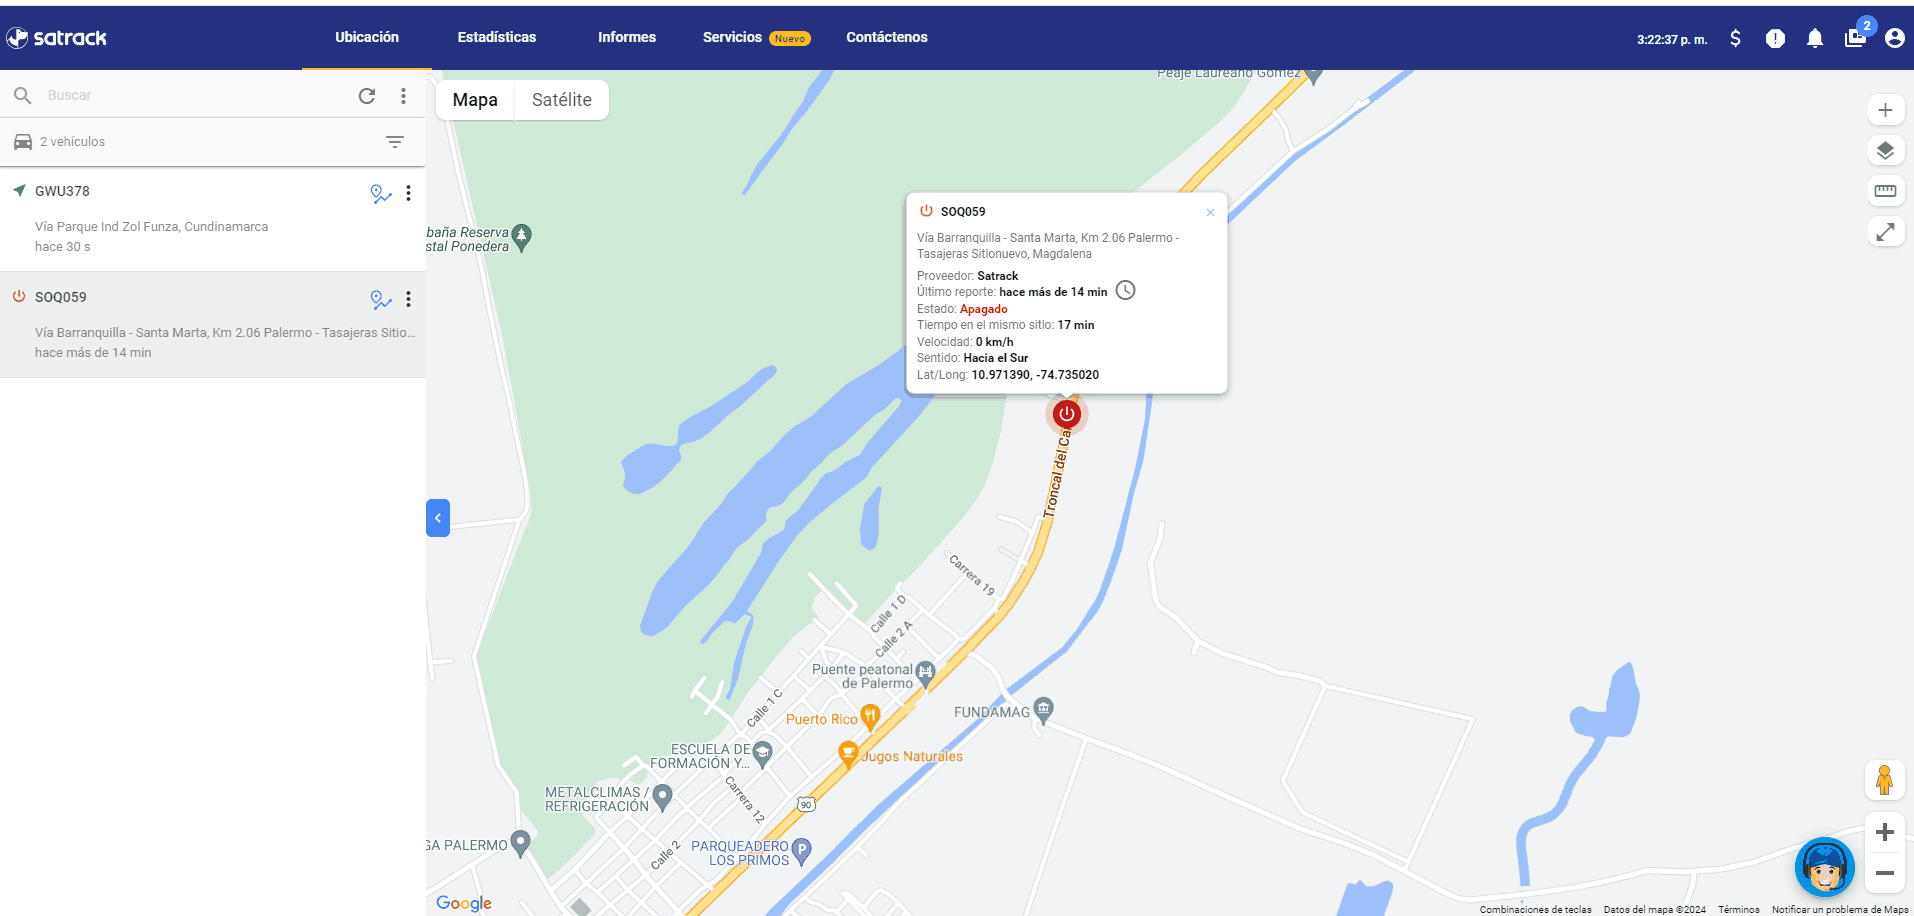 satrack
Ubicación
Estadísticas
Informes
Servicios Nuevo
Contáctenos
3:22:37 p. m.
2
Buscar
2 vehículos
GWU378
Vía Parque Ind Zol Funza, Cundinamarca
hace 30 s
SOQ059
Vía Barranquilla - Santa Marta, Km 2.06 Palermo - Tasajeras Sitio...
hace más de 14 min
Mapa
Satélite
Peaje Laureano Gómez
baña Reserva
stal Ponedera
SOQ059
Vía Barranquilla - Santa Marta, Km 2.06 Palermo -
Tasajeras Sitionuevo, Magdalena
Proveedor: Satrack
Último reporte: hace más de 14 min
Estado: Apagado
Tiempo en el mismo sitio: 17 min
Velocidad: 0 km/h
Sentido: Hacia el Sur
Lat/Long: 10.971390, -74.735020
Troncal del Ca
Carrera 19
Calle 1 D
Calle 2 A
Puente peatonal
de Palermo
Calle 1 C
Puerto Rico
FUNDAMAG
ESCUELA DE
FORMACIÓN Y...
Jugos Naturales
METALCLIMAS /
REFRIGERACIÓN
Carrera 12
90
GA PALERMO
Calle 2
PARQUEADERO
LOS PRIMOS
P
Google
Combinaciones de teclas
Datos del mapa ©2024
Términos
Notificar un problema de Maps